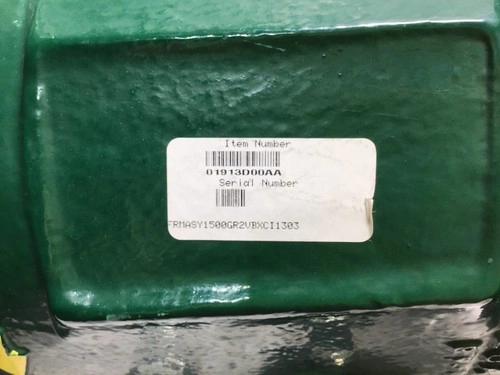 Item Number
01913D00AA
Serial Number
FRMASY1500GR2VBXCI1303